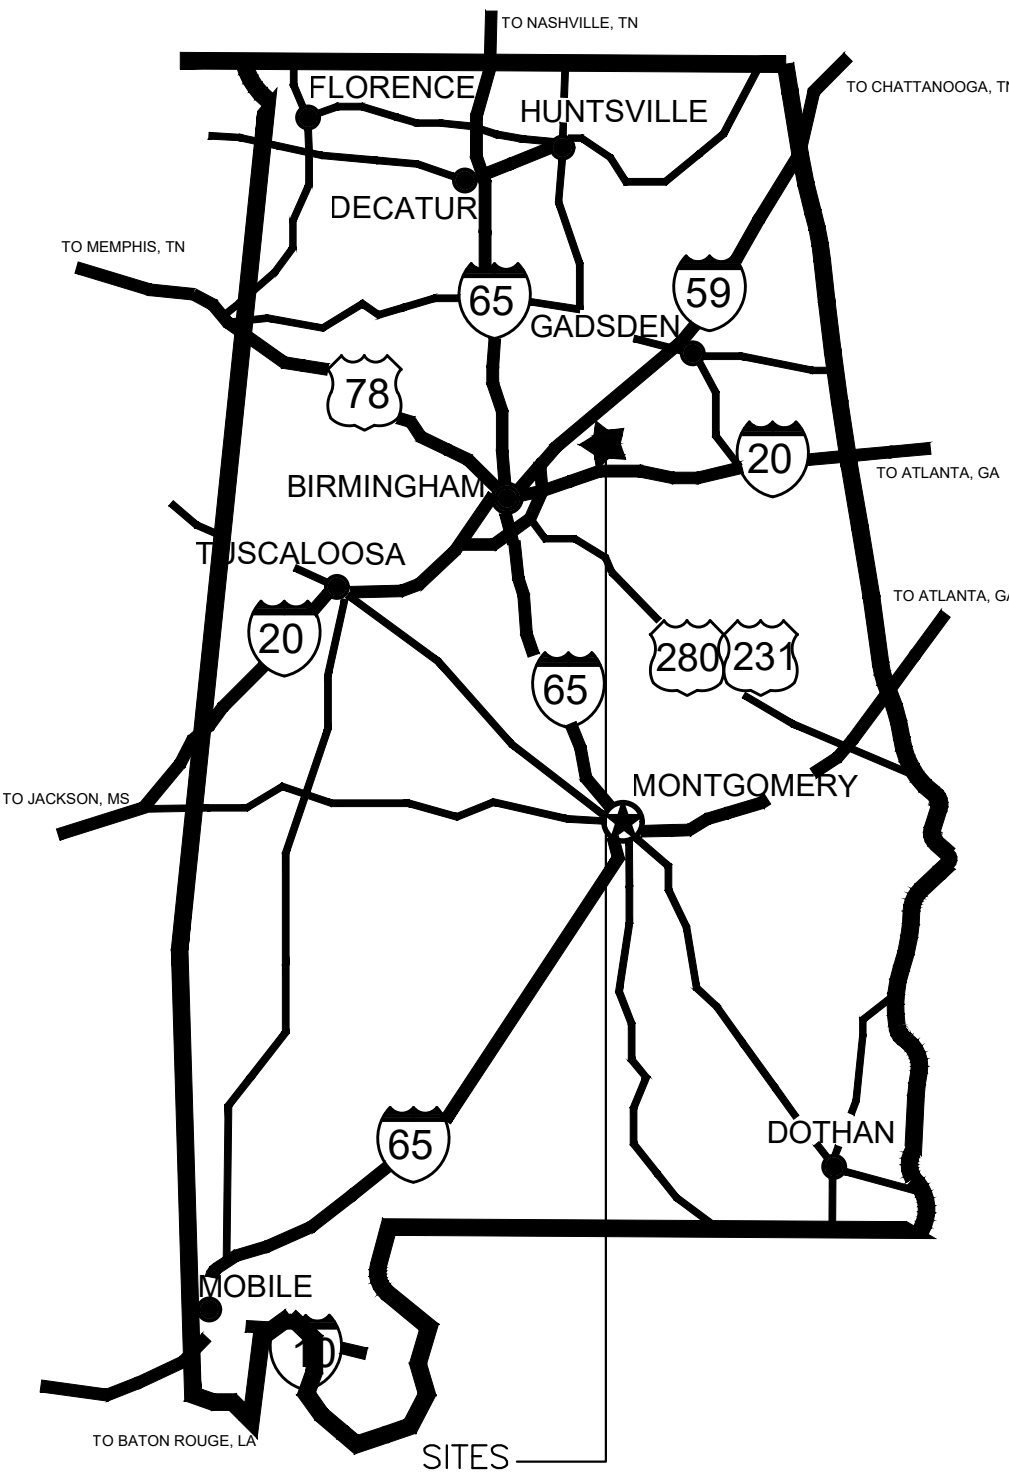 TO NASHVILLE, TN
TO CHATTANOOGA, TN
FLORENCE
HUNTSVILLE
DECATUR
TO MEMPHIS, TN
65
59
GADSDEN
78
20
TO ATLANTA, GA
BIRMINGHAM
TUSCALOOSA
TO ATLANTA, GA
20
280
231
65
MONTGOMERY
TO JACKSON, MS
DOTHAN
65
MOBILE
10
TO BATON ROUGE, LA
SITES